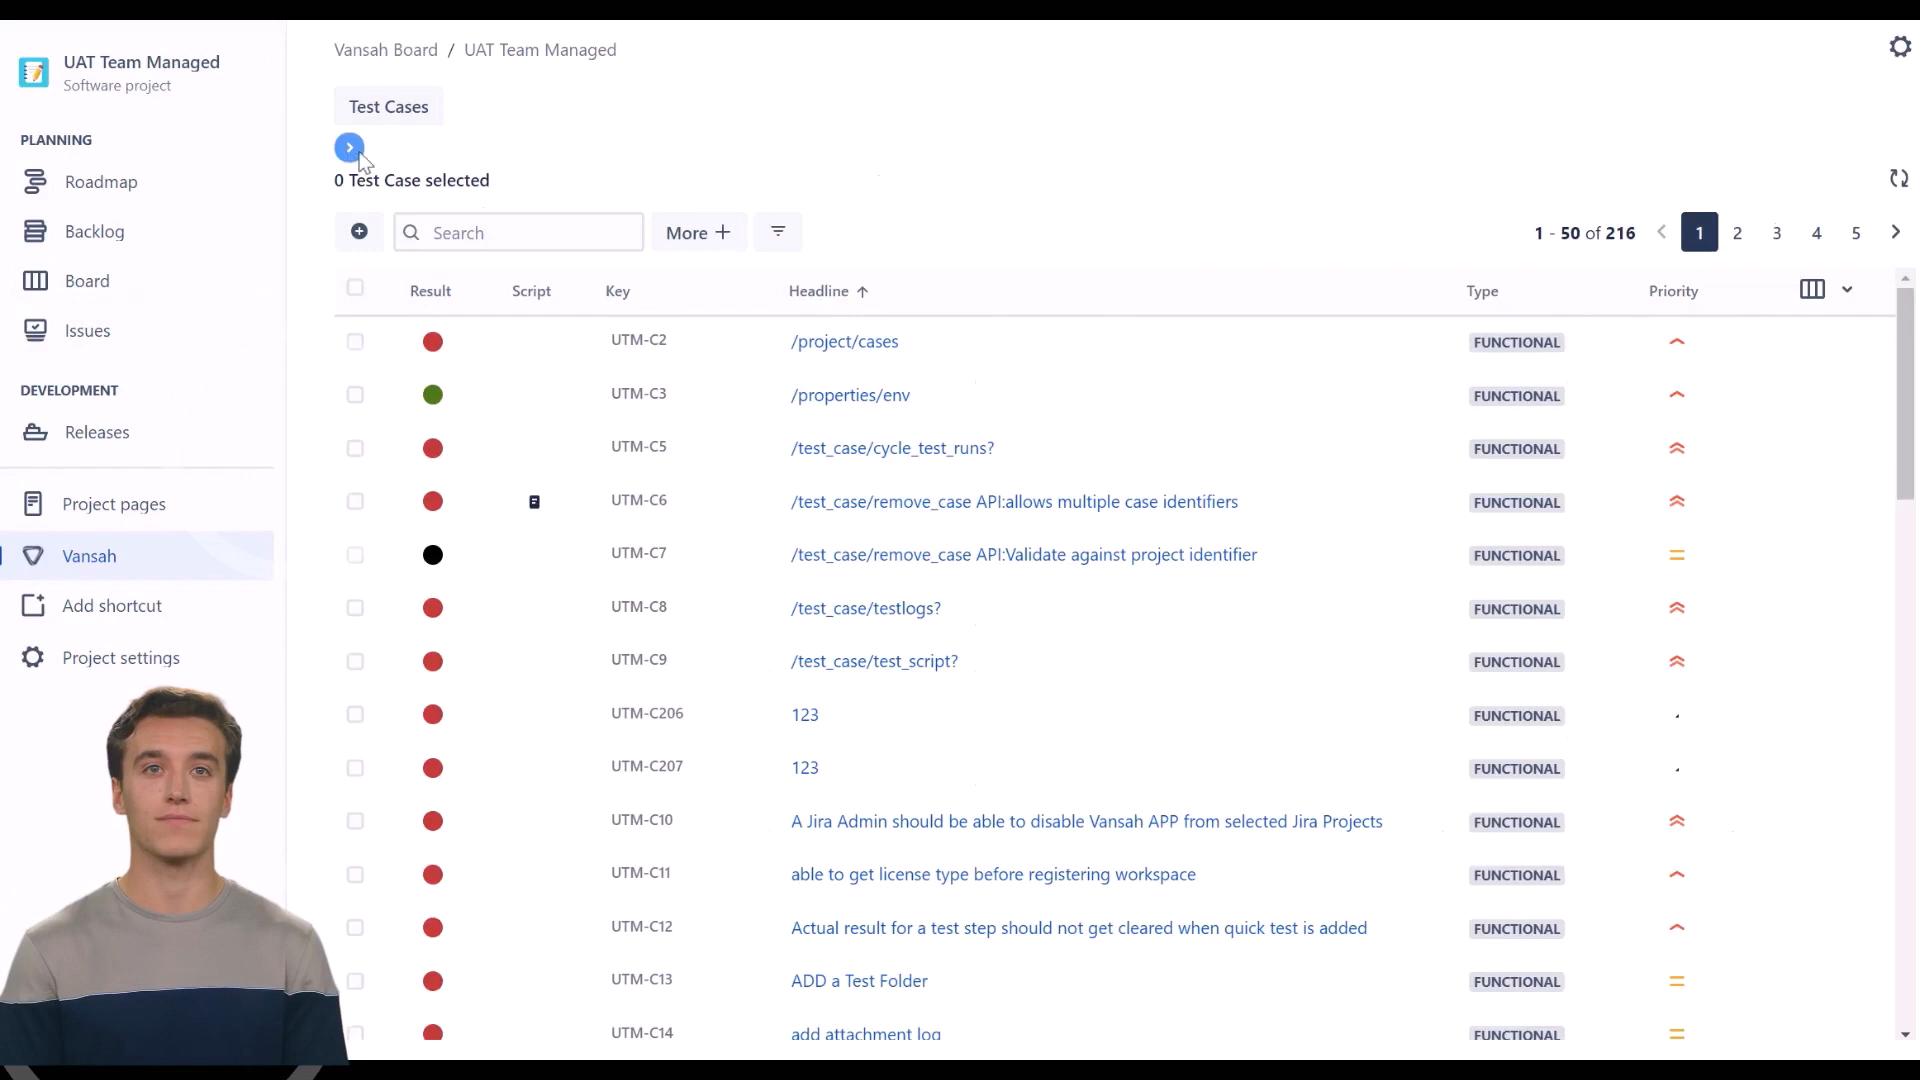 UAT Team Managed
Software project
PLANNING
Roadmap
Backlog
Board
Issues
DEVELOPMENT
Releases
Project pages
Vansah
Add shortcut
Project settings
Vansah Board / UAT Team Managed
Test Cases
0 Test Case selected
Search More 1 - 50 of 216 1 2 3 4 5
Result Script Key Headline Type Priority
UTM-C2 /project/cases FUNCTIONAL
UTM-C3 /properties/env FUNCTIONAL
UTM-C5 /test_case/cycle_test_runs? FUNCTIONAL
UTM-C6 /test_case/remove_case API:allows multiple case identifiers FUNCTIONAL
UTM-C7 /test_case/remove_case API:Validate against project identifier FUNCTIONAL
UTM-C8 /test_case/testlogs? FUNCTIONAL
UTM-C9 /test_case/test_script? FUNCTIONAL
UTM-C206 123 FUNCTIONAL
UTM-C207 123 FUNCTIONAL
UTM-C10 A Jira Admin should be able to disable Vansah APP from selected Jira Projects FUNCTIONAL
UTM-C11 able to get license type before registering workspace FUNCTIONAL
UTM-C12 Actual result for a test step should not get cleared when quick test is added FUNCTIONAL
UTM-C13 ADD a Test Folder FUNCTIONAL
UTM-C14 add attachment log FUNCTIONAL